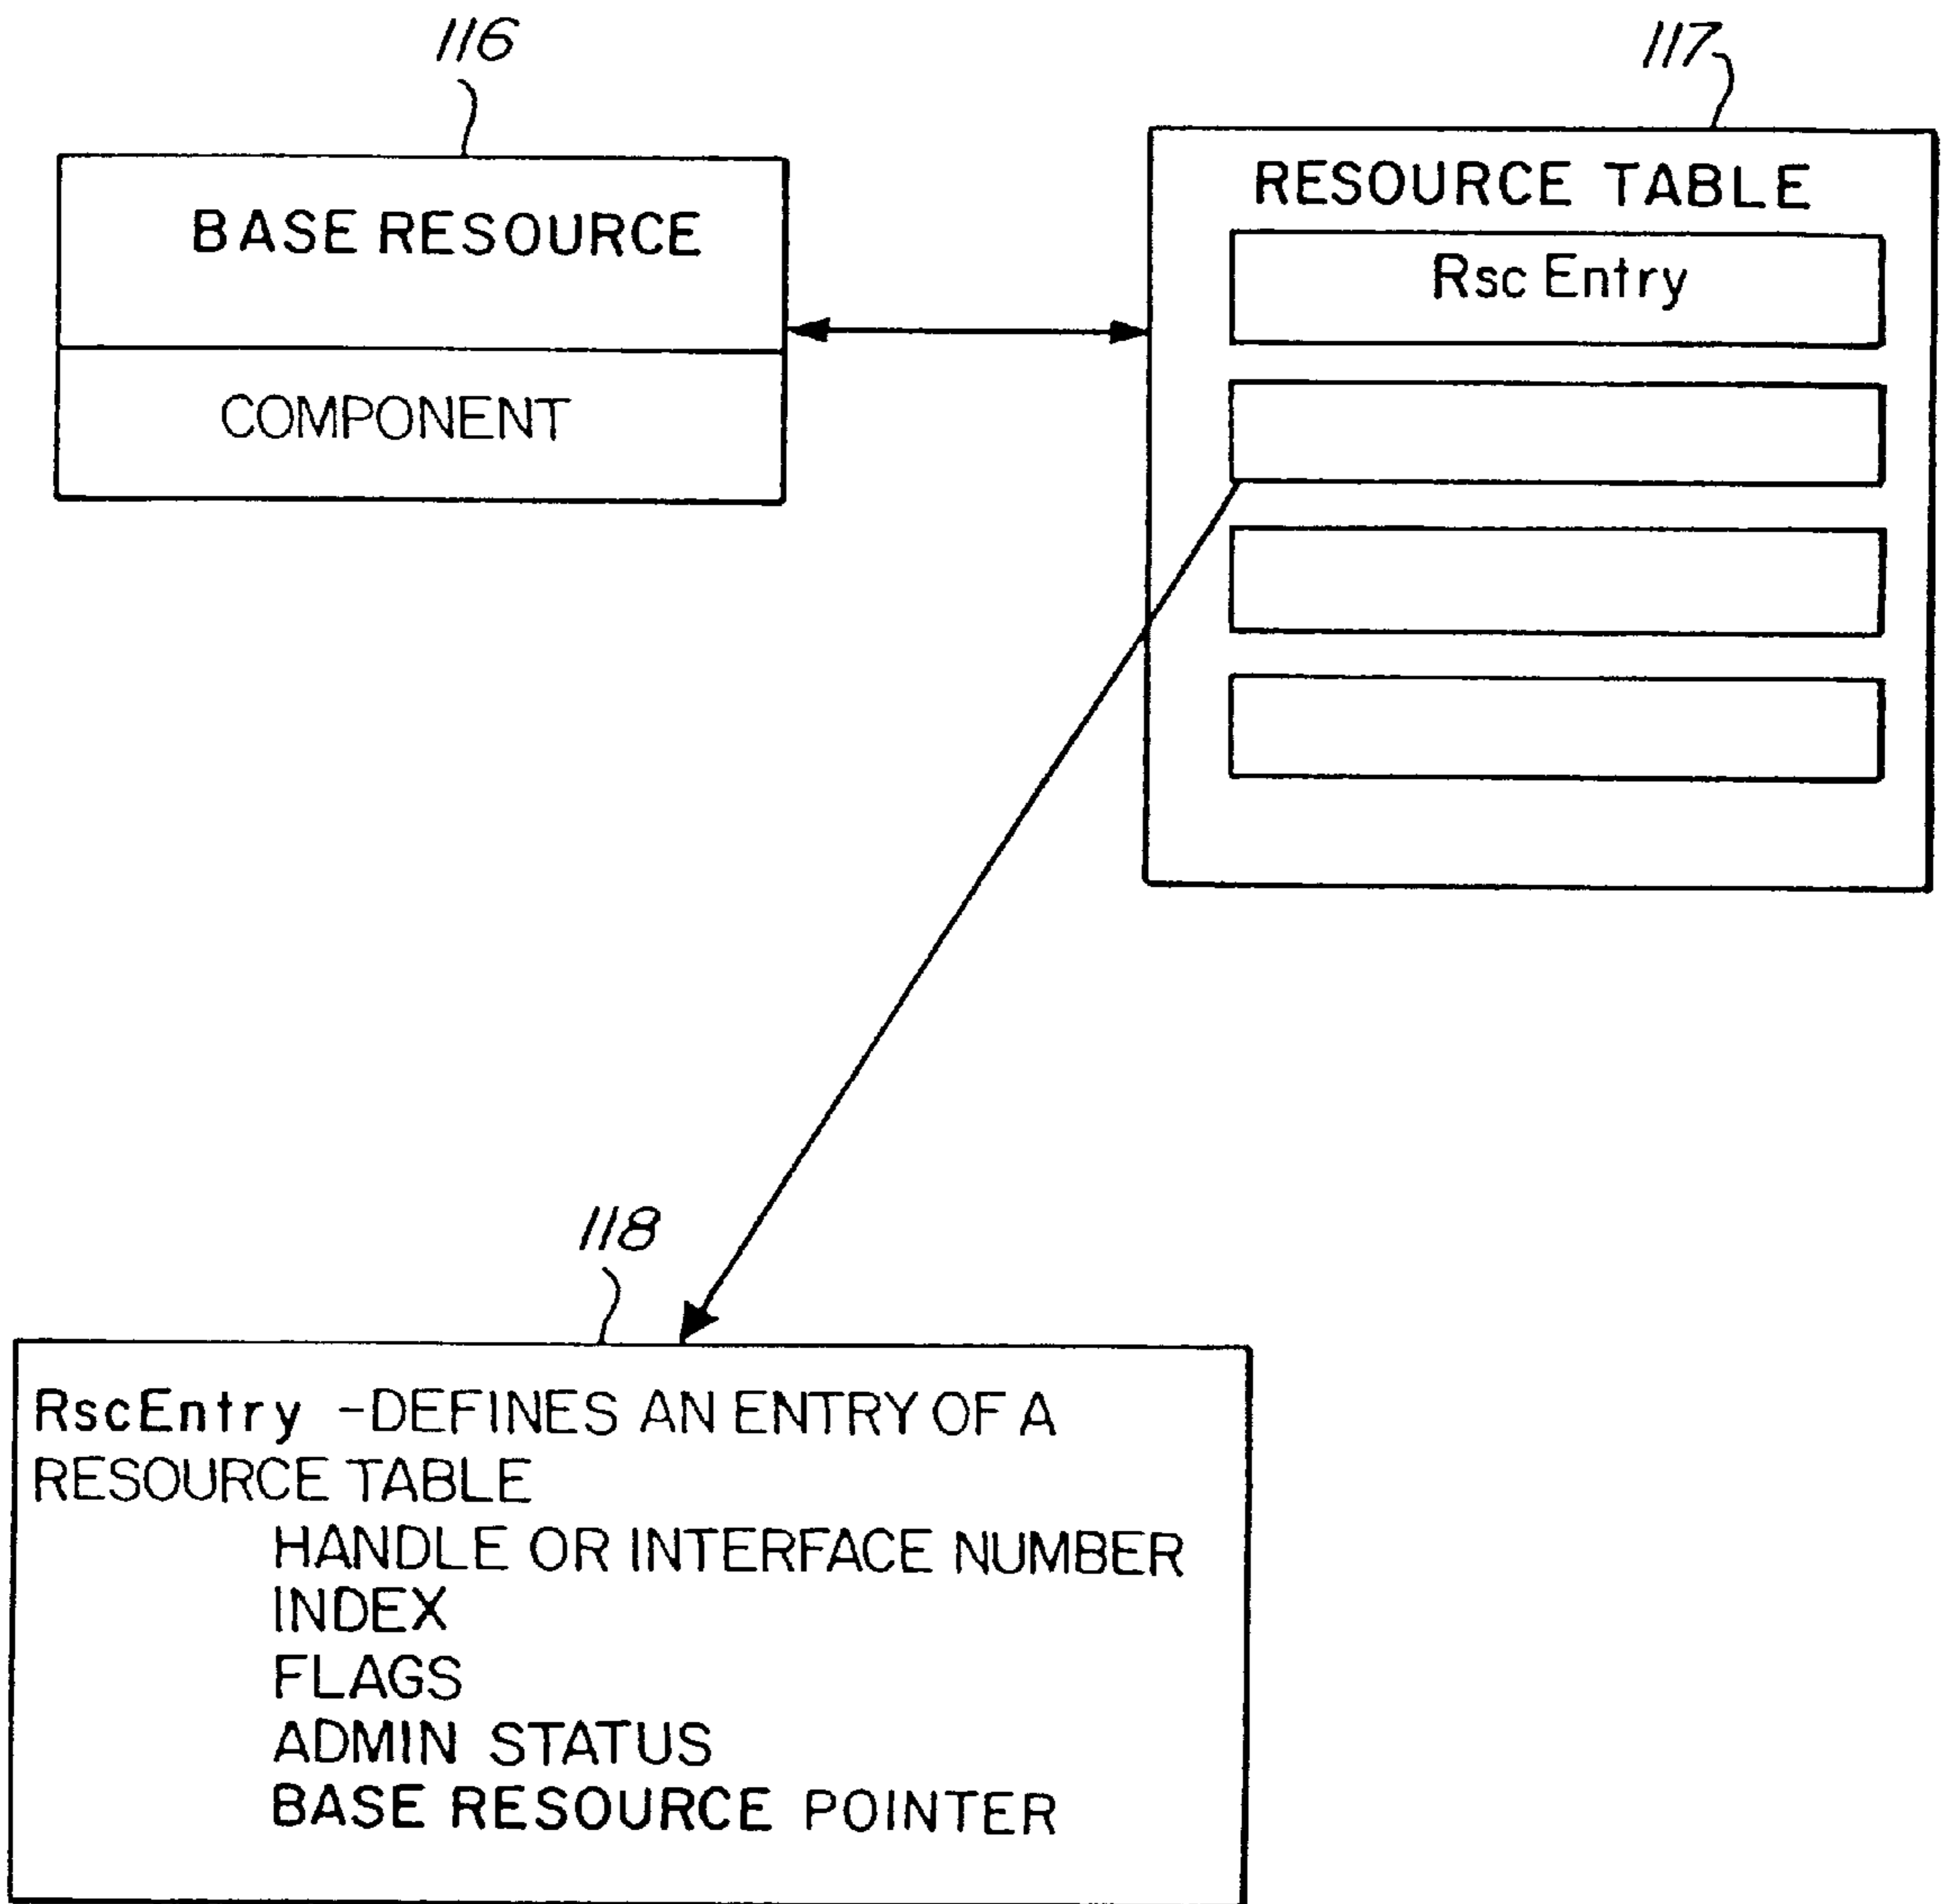 116
117
BASE RESOURCE
COMPONENT
RESOURCE TABLE
Rsc Entry
118
RscEntry -DEFINES AN ENTRY OF A
RESOURCE TABLE
HANDLE OR INTERFACE NUMBER
INDEX
FLAGS
ADMIN STATUS
BASE RESOURCE POINTER